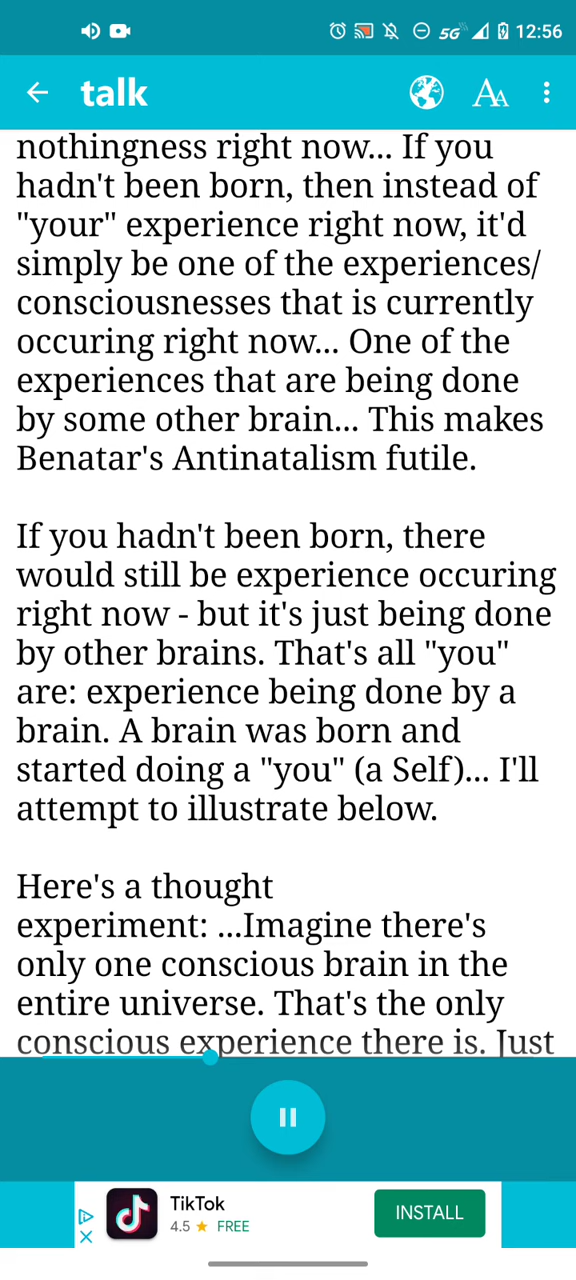 5G 12:56
talk AA
nothingness right now... If you
hadn't been born, then instead of
"your" experience right now, it'd
simply be one of the experiences/
consciousnesses that is currently
occuring right now... One of the
experiences that are being done
by some other brain... This makes
Benatar's Antinatalism futile.
If you hadn't been born, there
would still be experience occuring
right now - but it's just being done
by other brains. That's all "you"
are: experience being done by a
brain. A brain was born and
started doing a "you" (a Self)... I'll
attempt to illustrate below.
Here's a thought
experiment: ...Imagine there's
only one conscious brain in the
entire universe. That's the only
conscious experience there is. Just
TikTok
4.5 ★ FREE
INSTALL